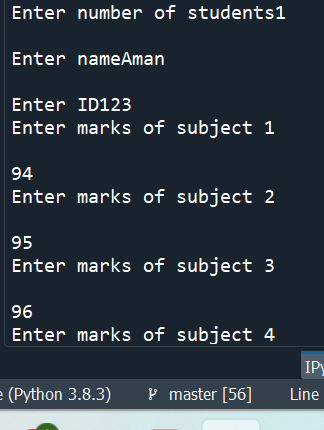 Enter number of students1
Enter nameAman
Enter ID123
Enter marks of subject 1
94
Enter marks of subject 2
95
Enter marks of subject 3
96
Enter marks of subject 4
IPy
e (Python 3.8.3) master [56] Line